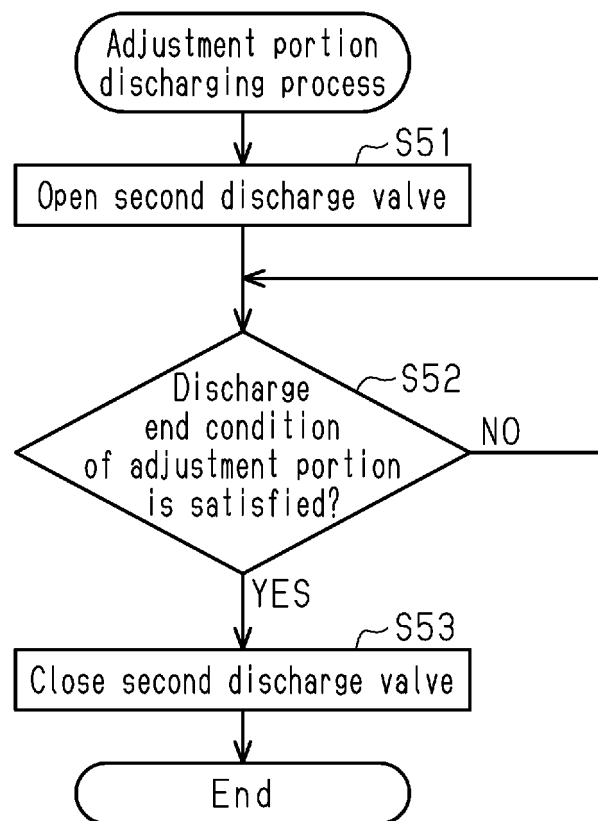 Adjustment portion
discharging process
S51
Open second discharge valve
S52
Discharge
end condition
of adjustment portion
is satisfied?
NO
YES
S53
Close second discharge valve
End